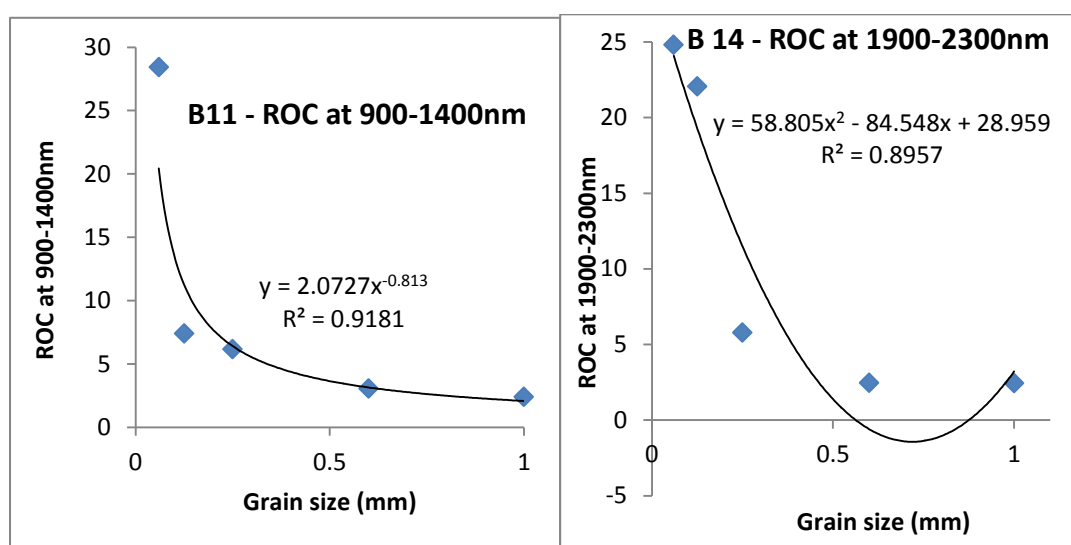 B11 - ROC at 900-1400nm
ROC at 900-1400nm
30
25
20
15
10
5
0
y = 2.0727x⁻⁰·⁸¹³
R² = 0.9181
0
0.5
1
Grain size (mm)
B 14 - ROC at 1900-2300nm
ROC at 1900-2300nm
25
20
15
10
5
0
-5
y = 58.805x² - 84.548x + 28.959
R² = 0.8957
0
0.5
1
Grain size (mm)